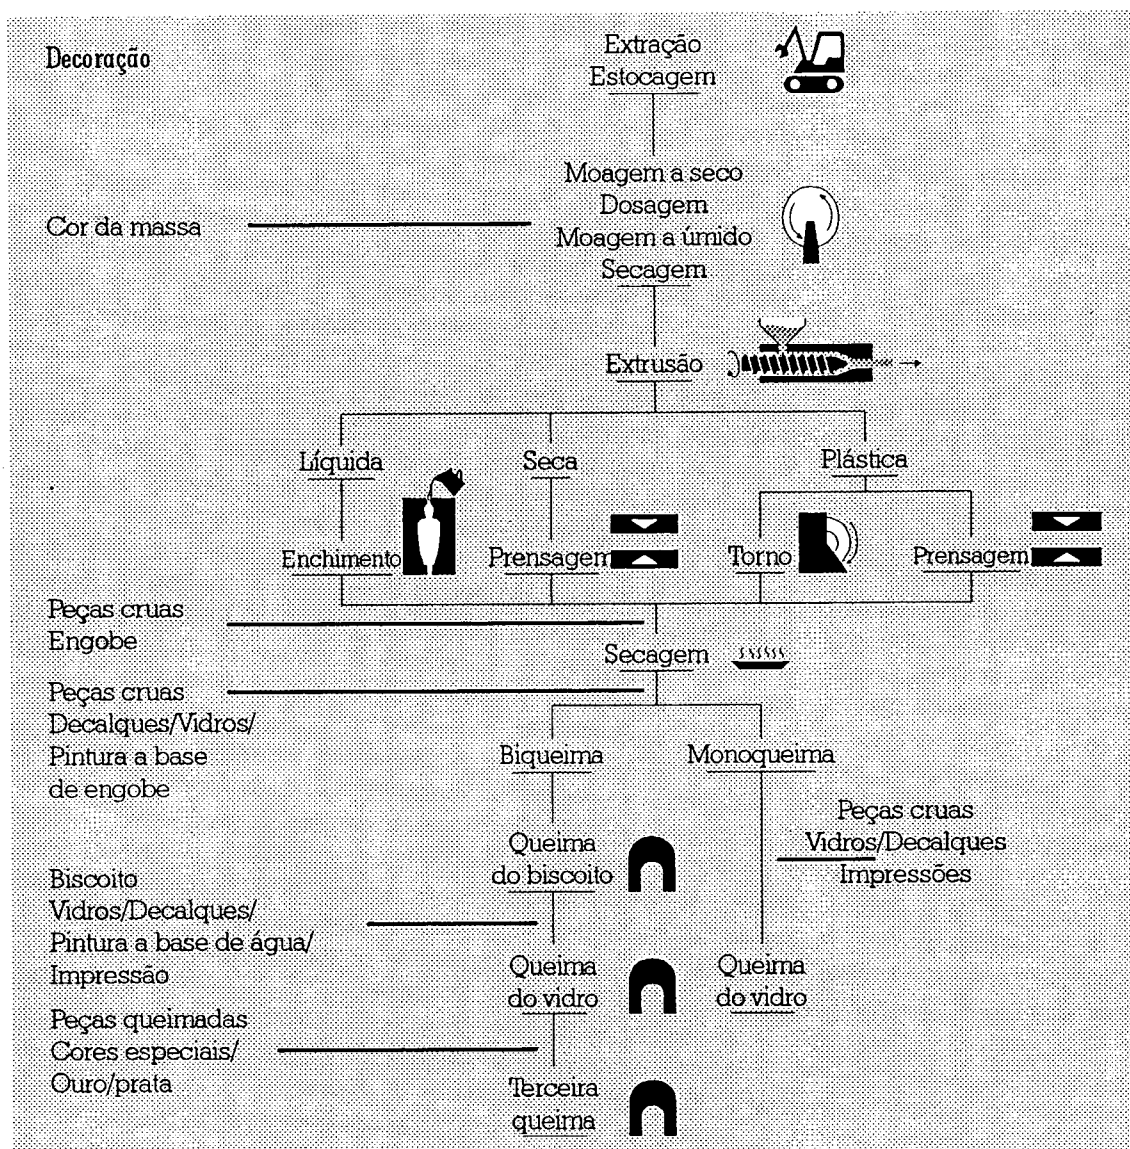 Decoração
Extração
Estocagem
Moagem a seco
Dosagem
Moagem a úmido
Secagem
Cor da massa
Extrusão
Líquida
Seca
Plástica
Enchimento
Prensagem
Torno
Prensagem
Peças cruas
Engobe
Secagem
Peças cruas
Decalques/Vidros/
Pintura a base
de engobe
Biqueima
Monoqueima
Peças cruas
Vidros/Decalques
Impressões
Queima
do biscoito
Biscoito
Vidros/Decalques/
Pintura a base de água/
Impressão
Queima
do vidro
Queima
do vidro
Peças queimadas
Cores especiais/
Ouro/prata
Terceira
queima